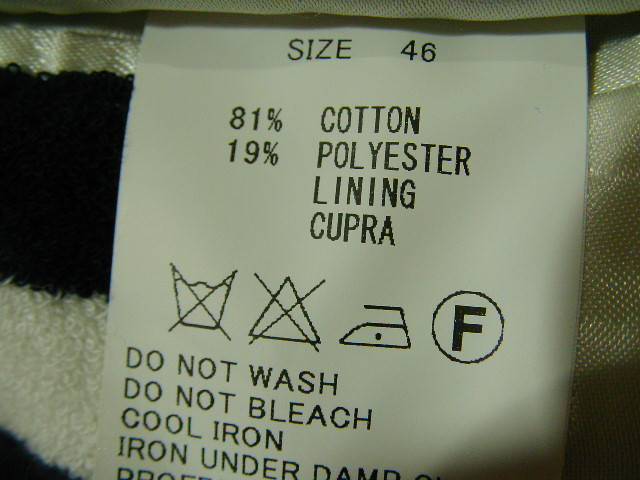 SIZE 46
81% COTTON
19% POLYESTER
LINING
CUPRA
F
DO NOT WASH
DO NOT BLEACH
COOL IRON
IRON UNDER DAMP